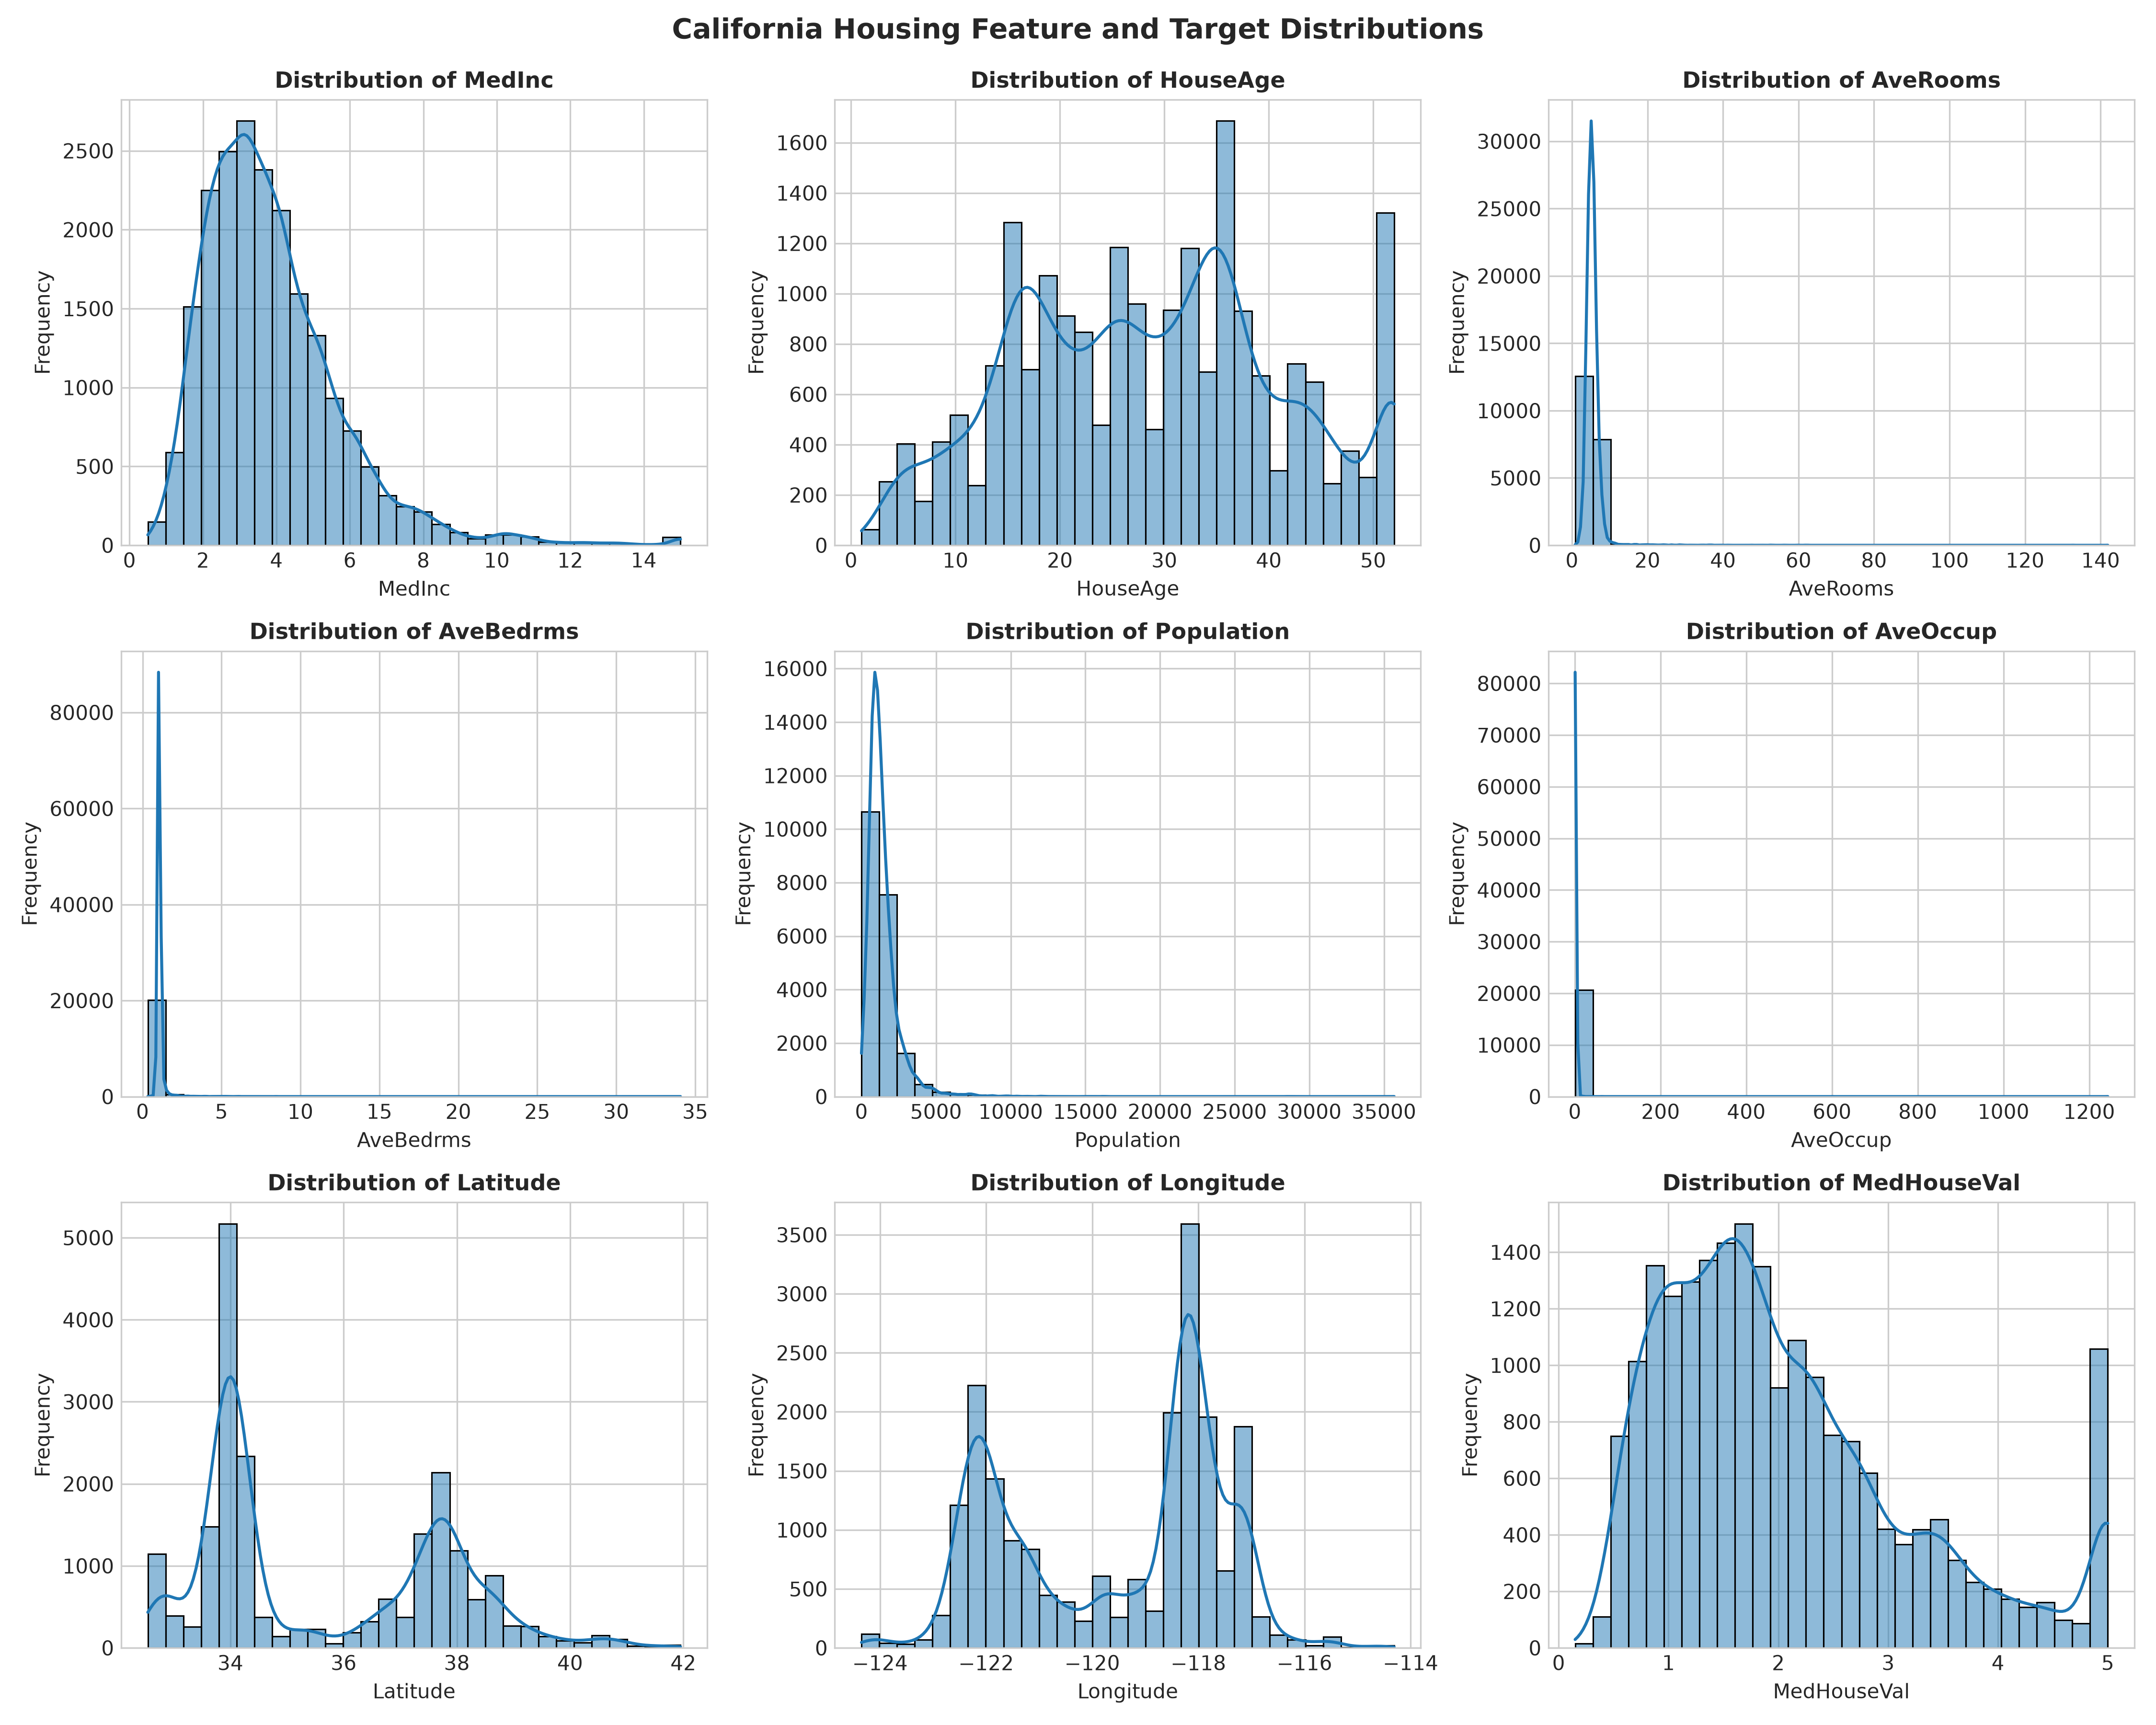 California Housing Feature and Target Distributions
Distribution of MedInc
Frequency
2500
2000
1500
1000
500
0
0 2 4 6 8 10 12 14
MedInc
Distribution of HouseAge
Frequency
1600
1400
1200
1000
800
600
400
200
0
0 10 20 30 40 50
HouseAge
Distribution of AveRooms
Frequency
30000
25000
20000
15000
10000
5000
0
0 20 40 60 80 100 120 140
AveRooms
Distribution of AveBedrms
Frequency
80000
60000
40000
20000
0
0 5 10 15 20 25 30 35
AveBedrms
Distribution of Population
Frequency
16000
14000
12000
10000
8000
6000
4000
2000
0
0 5000 10000 15000 20000 25000 30000 35000
Population
Distribution of AveOccup
Frequency
80000
70000
60000
50000
40000
30000
20000
10000
0
0 200 400 600 800 1000 1200
AveOccup
Distribution of Latitude
Frequency
5000
4000
3000
2000
1000
0
34 36 38 40 42
Latitude
Distribution of Longitude
Frequency
3500
3000
2500
2000
1500
1000
500
0
−124 −122 −120 −118 −116 −114
Longitude
Distribution of MedHouseVal
Frequency
1400
1200
1000
800
600
400
200
0
0 1 2 3 4 5
MedHouseVal